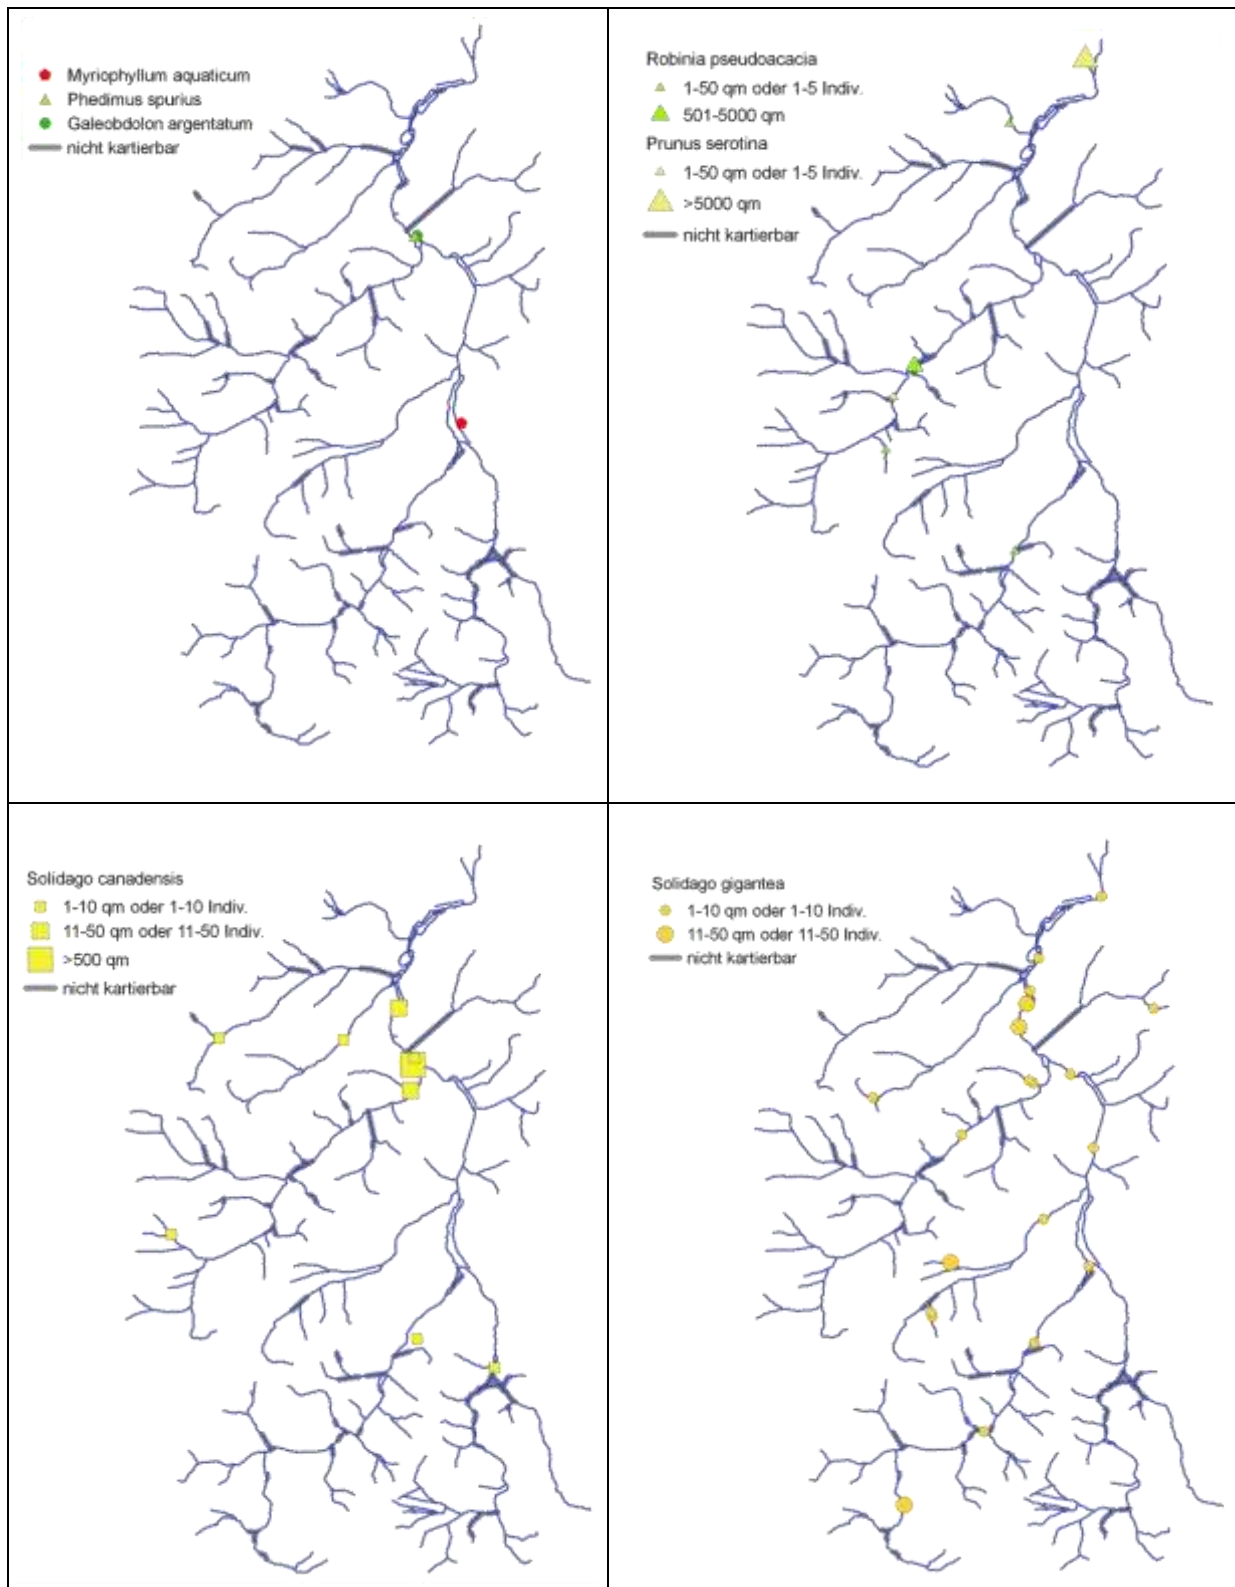 Myriophyllum aquaticum
Phedimus spurius
Galeobdolon argentatum
nicht kartierbar
Robinia pseudoacacia
1-50 qm oder 1-5 Indiv.
501-5000 qm
Prunus serotina
1-50 qm oder 1-5 Indiv.
>5000 qm
nicht kartierbar
Solidago canadensis
1-10 qm oder 1-10 Indiv.
11-50 qm oder 11-50 Indiv.
>500 qm
nicht kartierbar
Solidago gigantea
1-10 qm oder 1-10 Indiv.
11-50 qm oder 11-50 Indiv.
nicht kartierbar